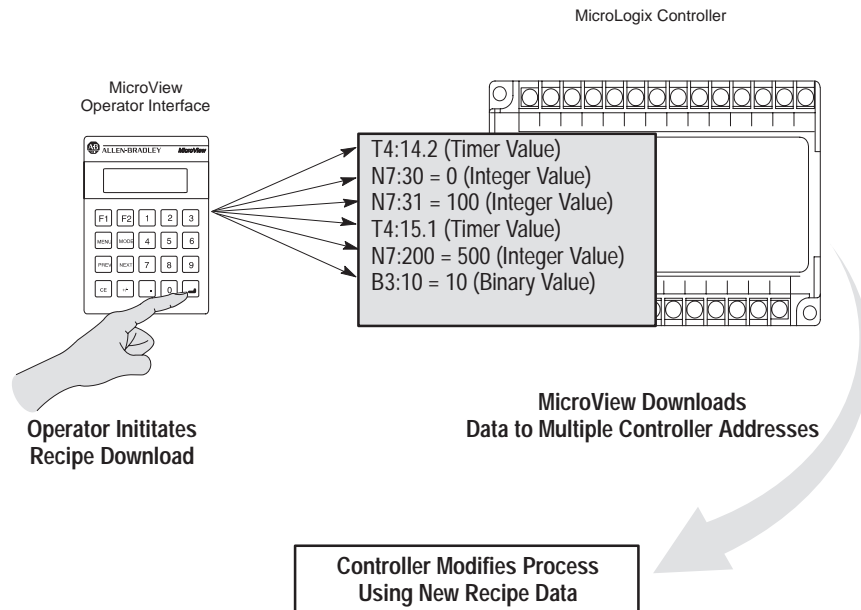 MicroLogix Controller
MicroView
Operator Interface
AB
ALLEN-BRADLEY MicroView
F1 F2 1 2 3
MENU MODE 4 5 6
PREV NEXT 7 8 9
CE +/- . 0
T4:14.2 (Timer Value)
N7:30 = 0 (Integer Value)
N7:31 = 100 (Integer Value)
T4:15.1 (Timer Value)
N7:200 = 500 (Integer Value)
B3:10 = 10 (Binary Value)
Operator Inititates
Recipe Download
MicroView Downloads
Data to Multiple Controller Addresses
Controller Modifies Process
Using New Recipe Data